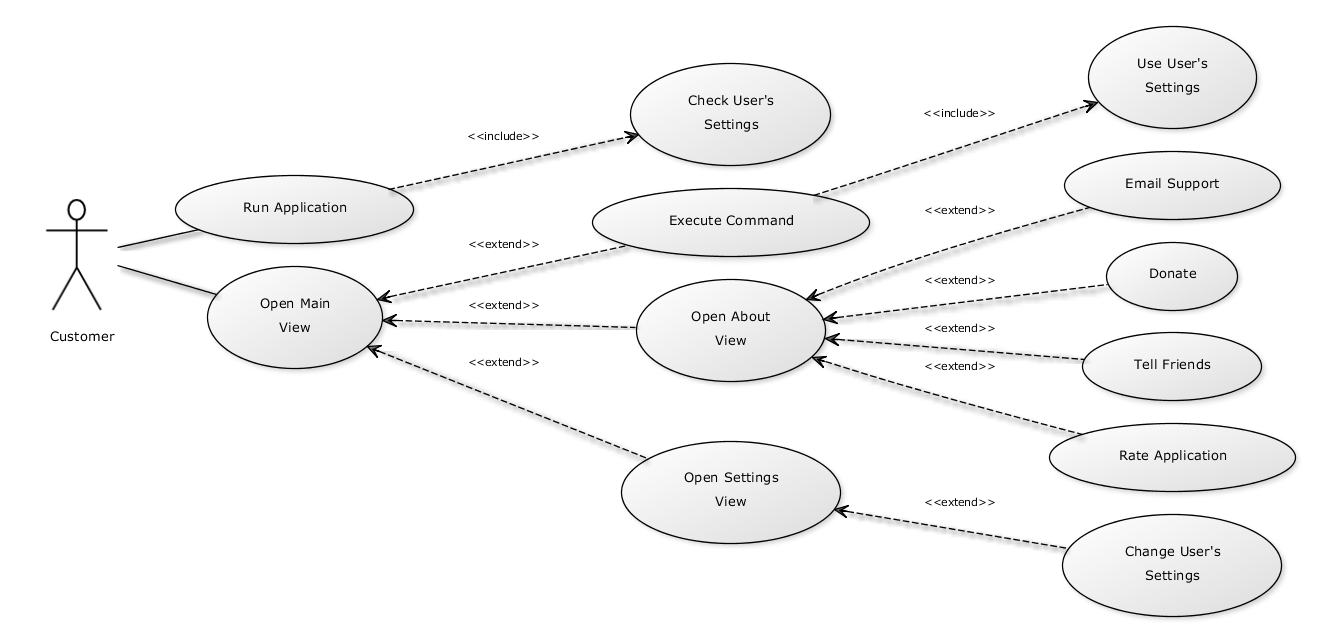 Use User's
Settings
Check User's
Settings
<<include>>
<<include>>
Email Support
Run Application
Execute Command
<<extend>>
<<extend>>
Donate
Open Main
View
<<extend>>
<<extend>>
Open About
View
<<extend>>
Customer
<<extend>>
<<extend>>
Tell Friends
Rate Application
Open Settings
View
<<extend>>
Change User's
Settings